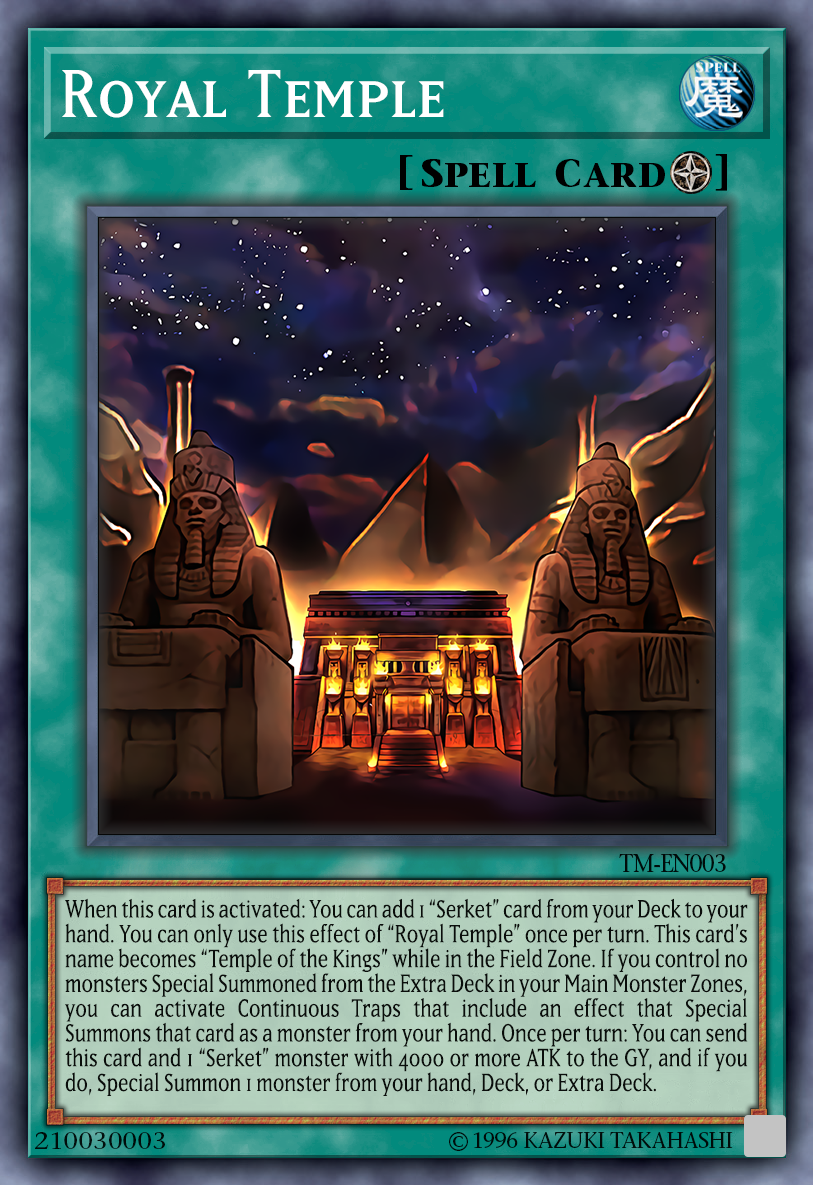 ROYAL TEMPLE
SPELL
魔
[SPELL CARD]
TM-EN003
When this card is activated: You can add 1 “Serket” card from your Deck to your
hand. You can only use this effect of “Royal Temple” once per turn. This card’s
name becomes “Temple of the Kings” while in the Field Zone. If you control no
monsters Special Summoned from the Extra Deck in your Main Monster Zones,
you can activate Continuous Traps that include an effect that Special
Summons that card as a monster from your hand. Once per turn: You can send
this card and 1 “Serket” monster with 4000 or more ATK to the GY, and if you
do, Special Summon 1 monster from your hand, Deck, or Extra Deck.
210030003
© 1996 KAZUKI TAKAHASHI